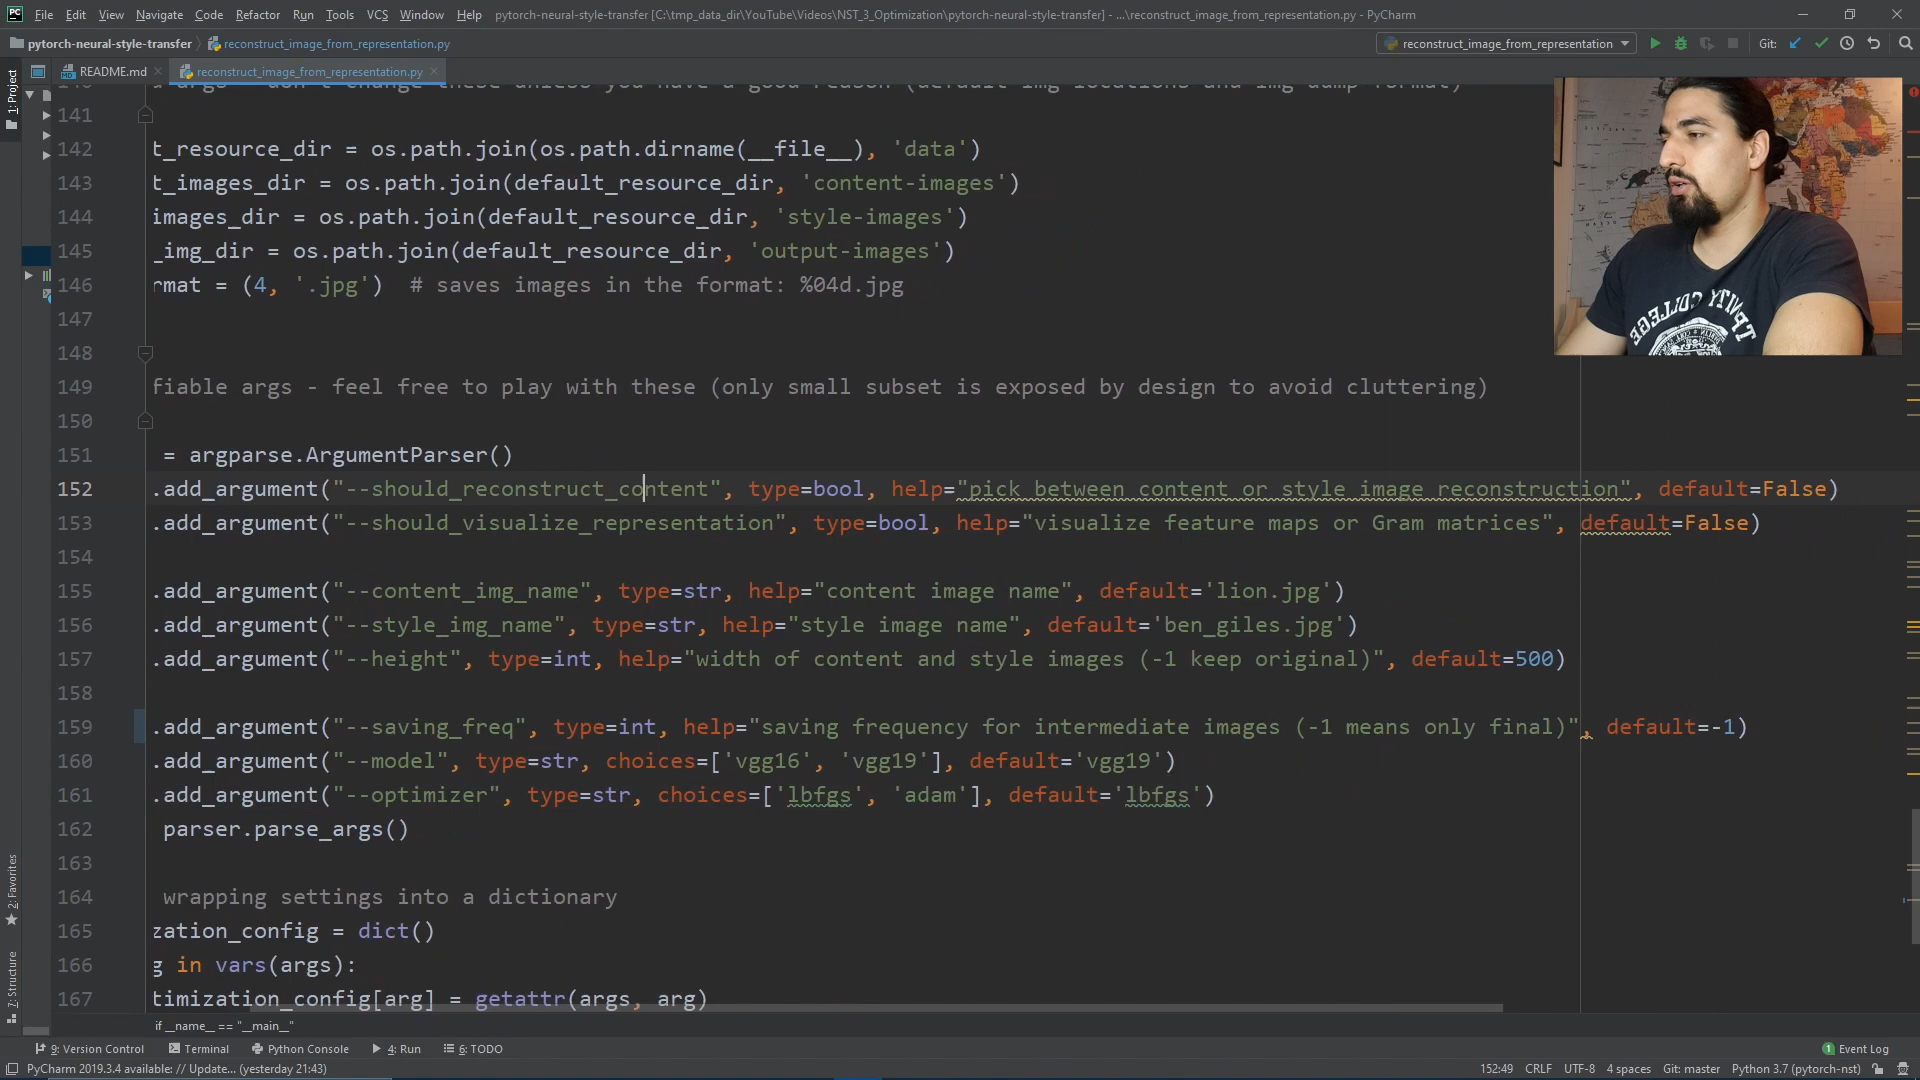 File Edit View Navigate Code Refactor Run Tools VCS Window Help pytorch-neural-style-transfer [C:\tmp_data_dir\YouTube\Videos\NST_3_Optimization\pytorch-neural-style-transfer] - ...\reconstruct_image_from_representation.py - PyCharm
pytorch-neural-style-transfer reconstruct_image_from_representation.py reconstruct_image_from_representation Git:
1: Project README.md reconstruct_image_from_representation.py
141
142 t_resource_dir = os.path.join(os.path.dirname(__file__), 'data')
143 t_images_dir = os.path.join(default_resource_dir, 'content-images')
144 images_dir = os.path.join(default_resource_dir, 'style-images')
145 _img_dir = os.path.join(default_resource_dir, 'output-images')
146 rmat = (4, '.jpg')  # saves images in the format: %04d.jpg
147
148
149 fiable args - feel free to play with these (only small subset is exposed by design to avoid cluttering)
150
151 = argparse.ArgumentParser()
152 .add_argument("--should_reconstruct_content", type=bool, help="pick between content or style image reconstruction", default=False)
153 .add_argument("--should_visualize_representation", type=bool, help="visualize feature maps or Gram matrices", default=False)
154
155 .add_argument("--content_img_name", type=str, help="content image name", default='lion.jpg')
156 .add_argument("--style_img_name", type=str, help="style image name", default='ben_giles.jpg')
157 .add_argument("--height", type=int, help="width of content and style images (-1 keep original)", default=500)
158
159 .add_argument("--saving_freq", type=int, help="saving frequency for intermediate images (-1 means only final)", default=-1)
160 .add_argument("--model", type=str, choices=['vgg16', 'vgg19'], default='vgg19')
161 .add_argument("--optimizer", type=str, choices=['lbfgs', 'adam'], default='lbfgs')
162 parser.parse_args()
163
164 wrapping settings into a dictionary
165 zation_config = dict()
166 g in vars(args):
167 timization_config[arg] = getattr(args, arg)
2: Favorites
7: Structure
if __name__ == "__main__"
9: Version Control Terminal Python Console 4: Run 6: TODO 1 Event Log
PyCharm 2019.3.4 available: // Update... (yesterday 21:43) 152:49 CRLF UTF-8 4 spaces Git: master Python 3.7 (pytorch-nst)